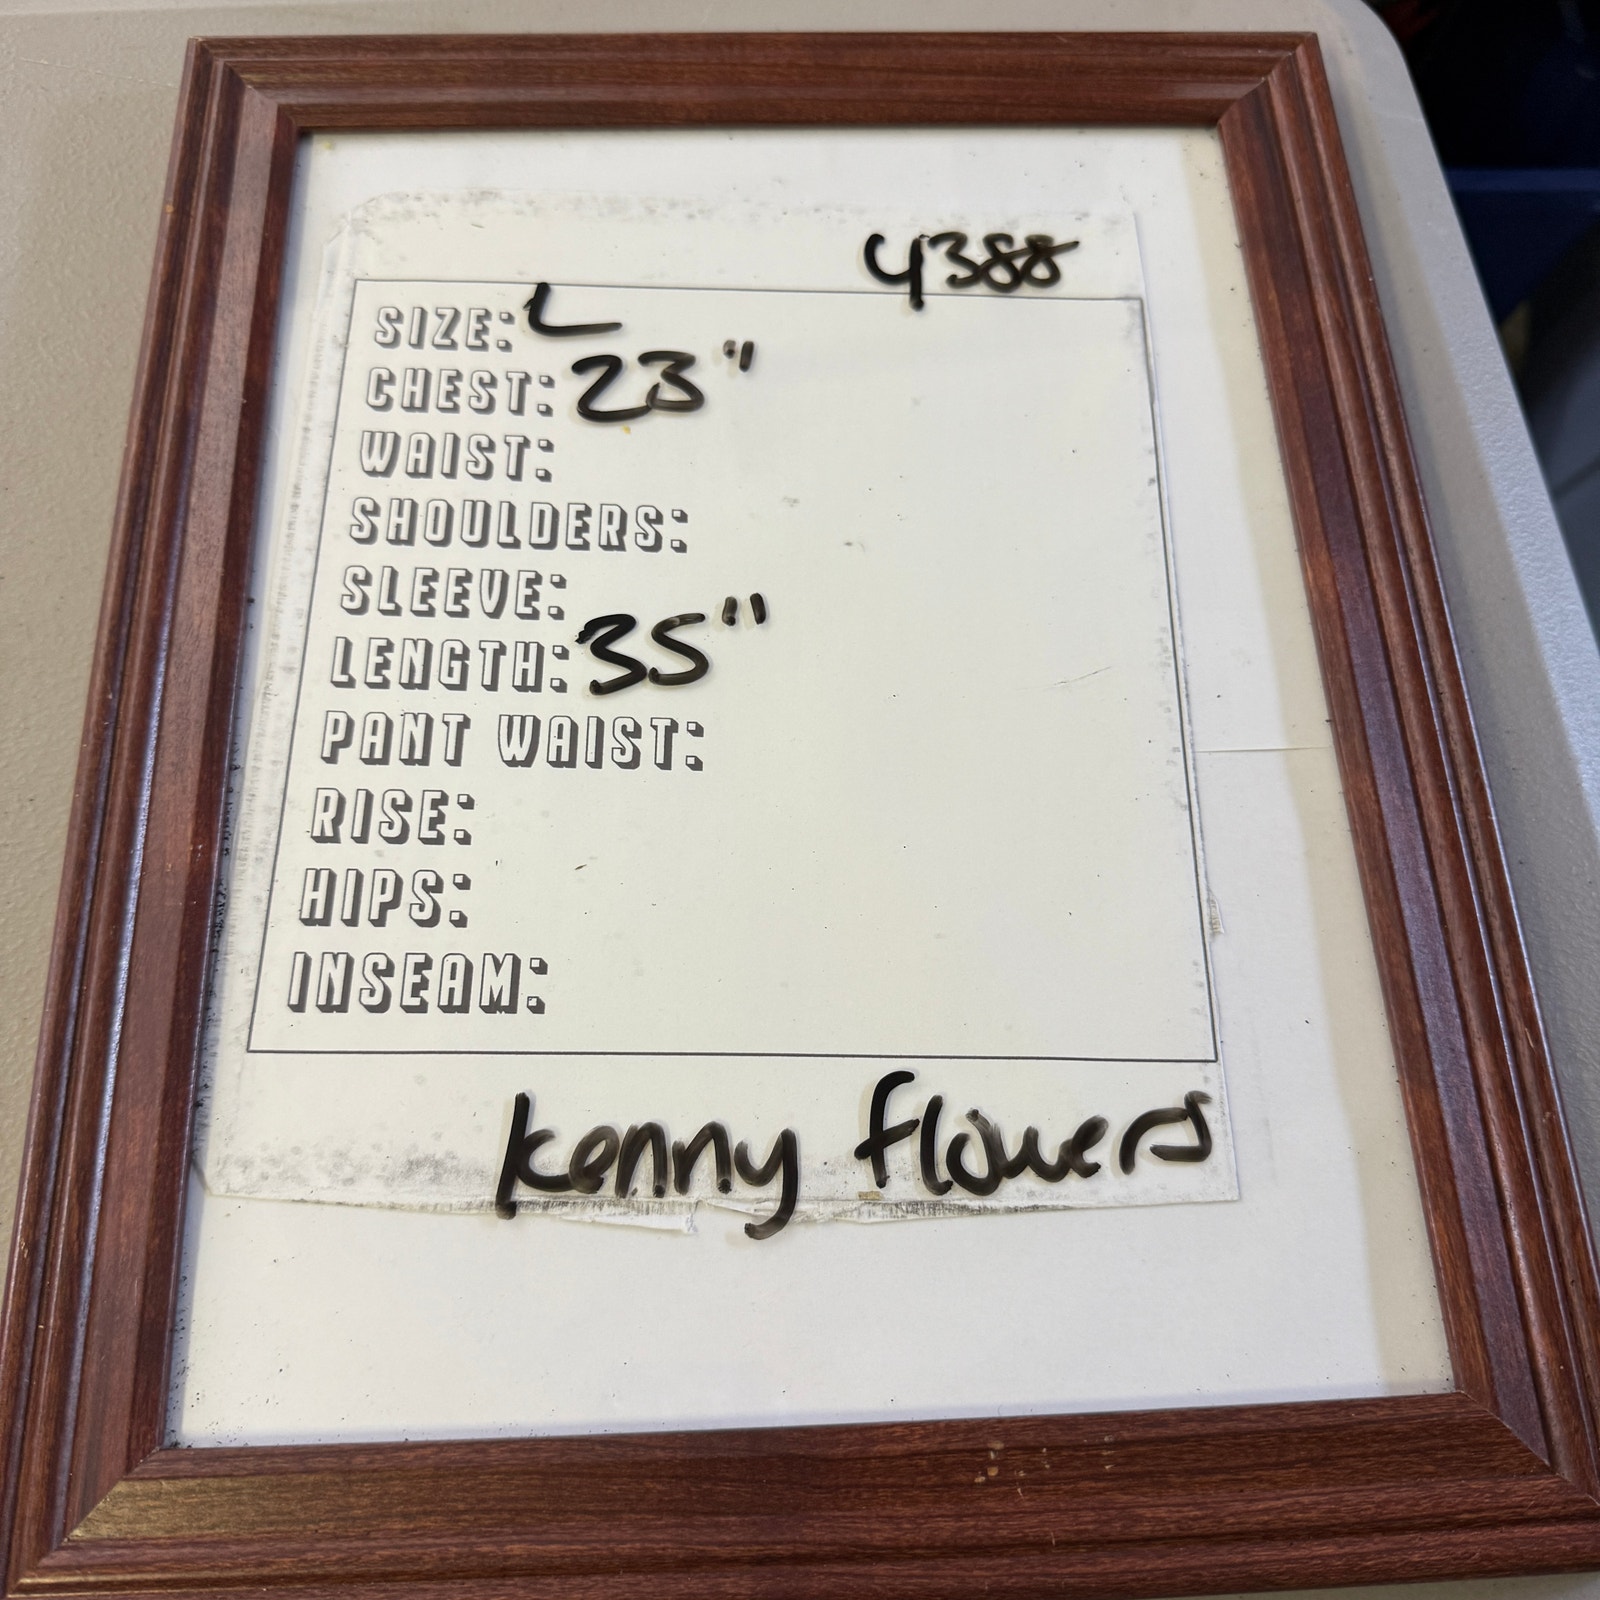 4388
SIZE: L
CHEST: 23"
WAIST:
SHOULDERS:
SLEEVE:
LENGTH: 35"
PANT WAIST:
RISE:
HIPS:
INSEAM:
kenny flowers